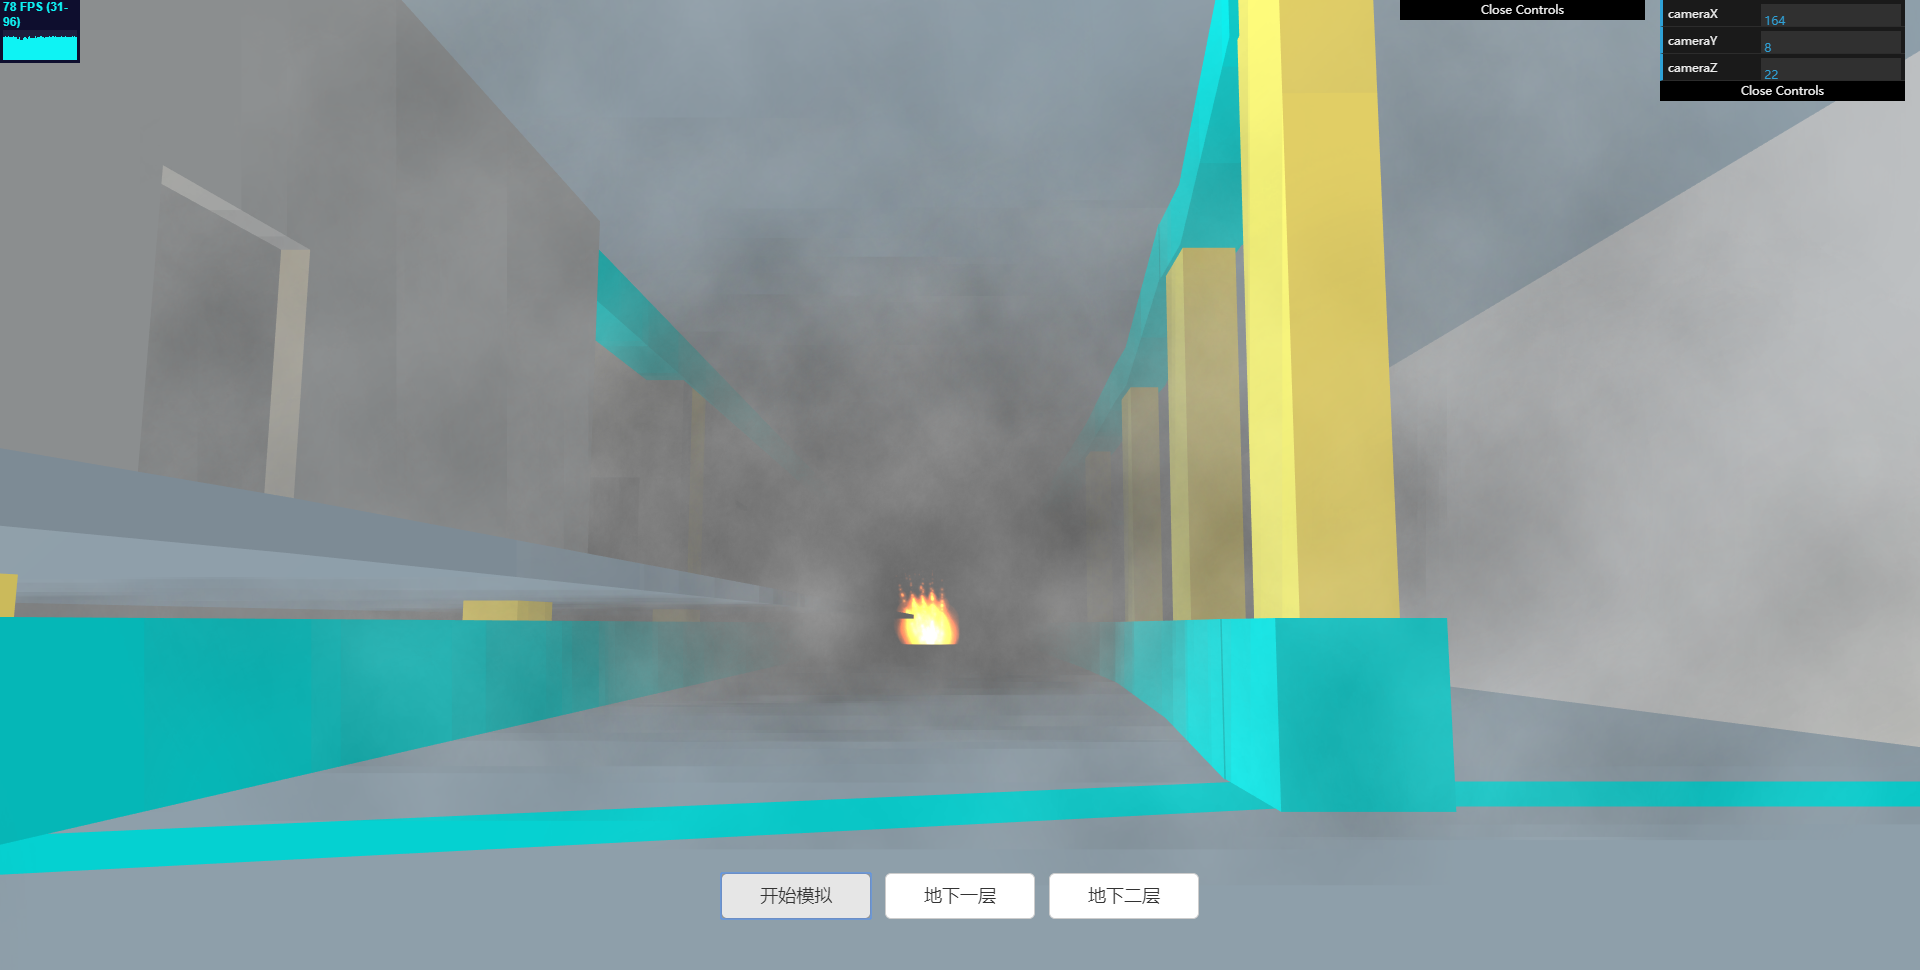 78 FPS (31-
96)
Close Controls
cameraX 164
cameraY 8
cameraZ 22
Close Controls
开始模拟 地下一层 地下二层